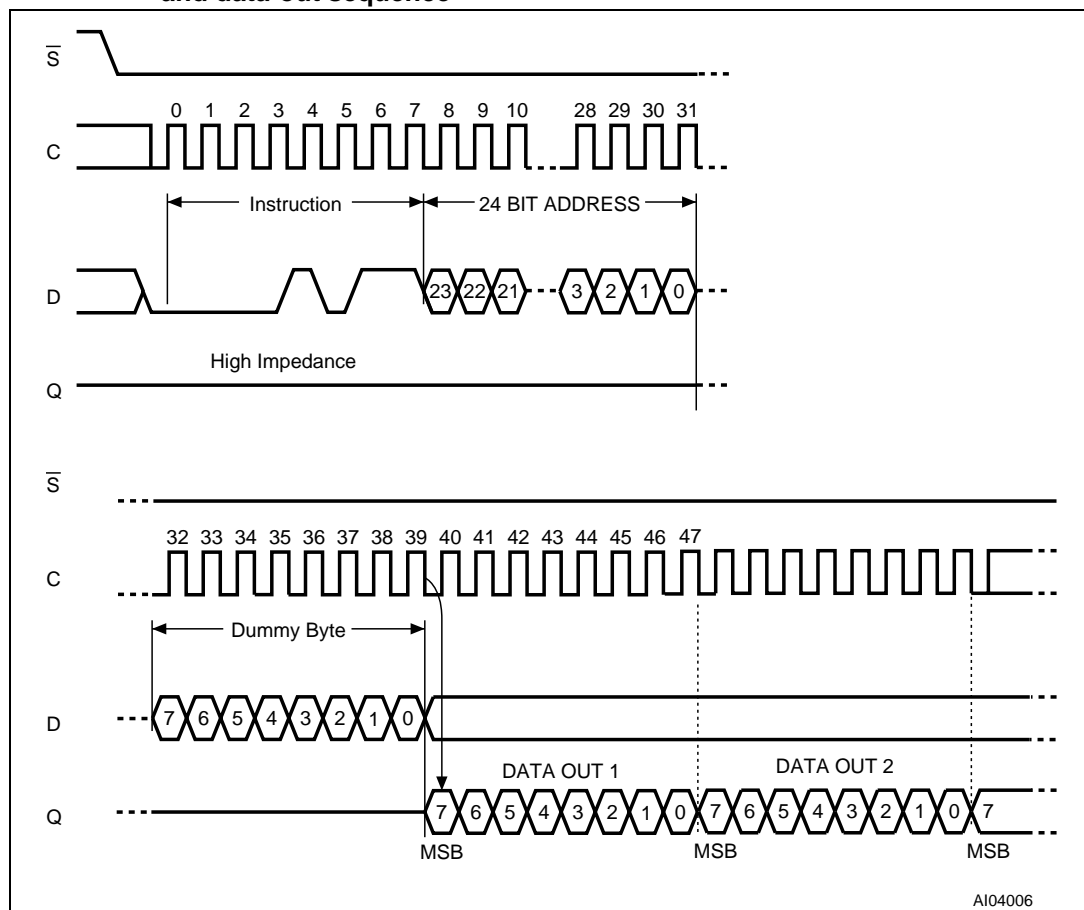 S
0 1 2 3 4 5 6 7 8 9 10 28 29 30 31
C
Instruction 24 BIT ADDRESS
D 23 22 21 3 2 1 0
High Impedance
Q
S
32 33 34 35 36 37 38 39 40 41 42 43 44 45 46 47
C
Dummy Byte
D 7 6 5 4 3 2 1 0
DATA OUT 1 DATA OUT 2
Q 7 6 5 4 3 2 1 0 7 6 5 4 3 2 1 0 7
MSB MSB MSB
AI04006